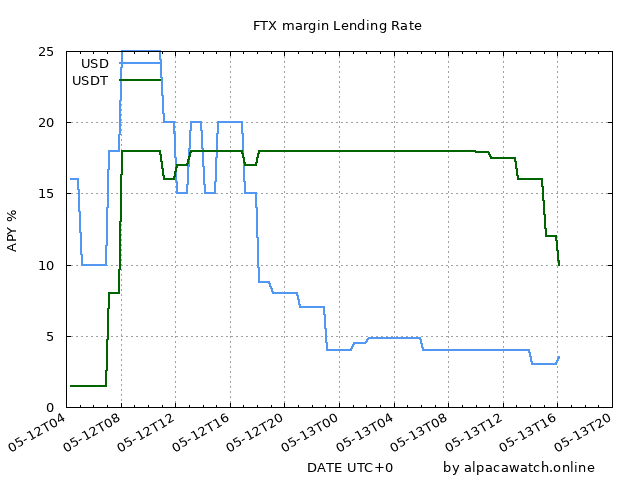 FTX margin Lending Rate
25
USD
USDT
20
15
APY %
10
5
0
05-12T04
05-12T08
05-12T12
05-12T16
05-12T20
05-13T00
05-13T04
05-13T08
05-13T12
05-13T16
05-13T20
DATE UTC+0
by alpacawatch.online